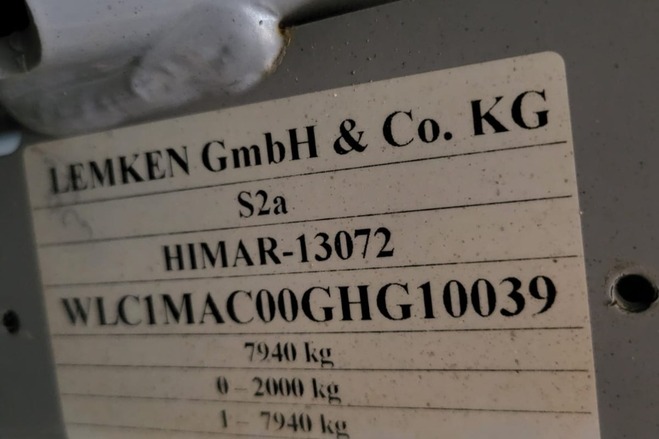 LEMKEN GmbH & Co. KG
S2a
HIMAR-13072
WLC1MAC00GHG10039
7940 kg
0 – 2000 kg
1 – 7940 kg